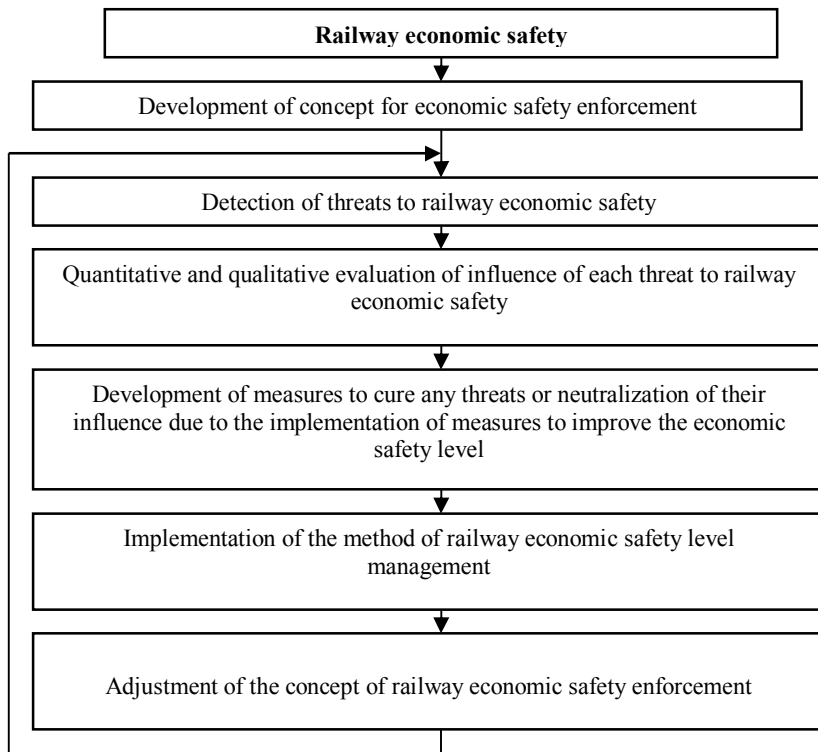 Railway economic safety
Development of concept for economic safety enforcement
Detection of threats to railway economic safety
Quantitative and qualitative evaluation of influence of each threat to railway
economic safety
Development of measures to cure any threats or neutralization of their
influence due to the implementation of measures to improve the economic
safety level
Implementation of the method of railway economic safety level
management
Adjustment of the concept of railway economic safety enforcement